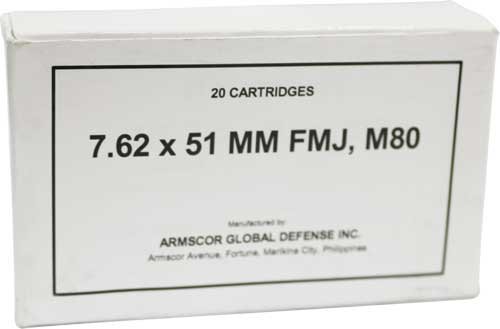 20 CARTRIDGES
7.62 x 51 MM FMJ, M80
Manufactured by:
ARMSCOR GLOBAL DEFENSE INC.
Armscor Avenue, Fortune, Marikina City, Philippines